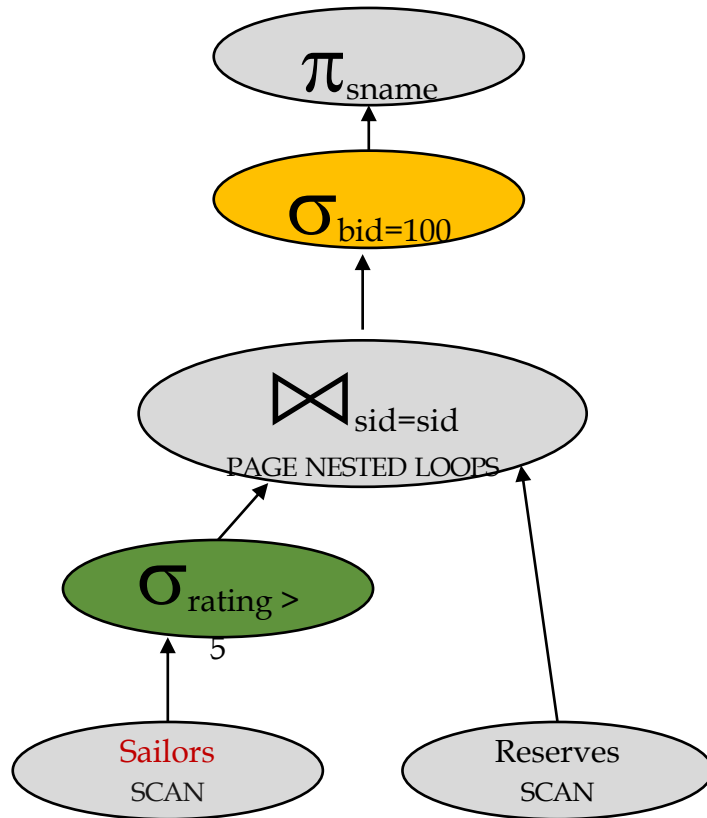 πsname
σbid=100
⋈sid=sid
PAGE NESTED LOOPS
σrating >
5
Sailors
SCAN
Reserves
SCAN